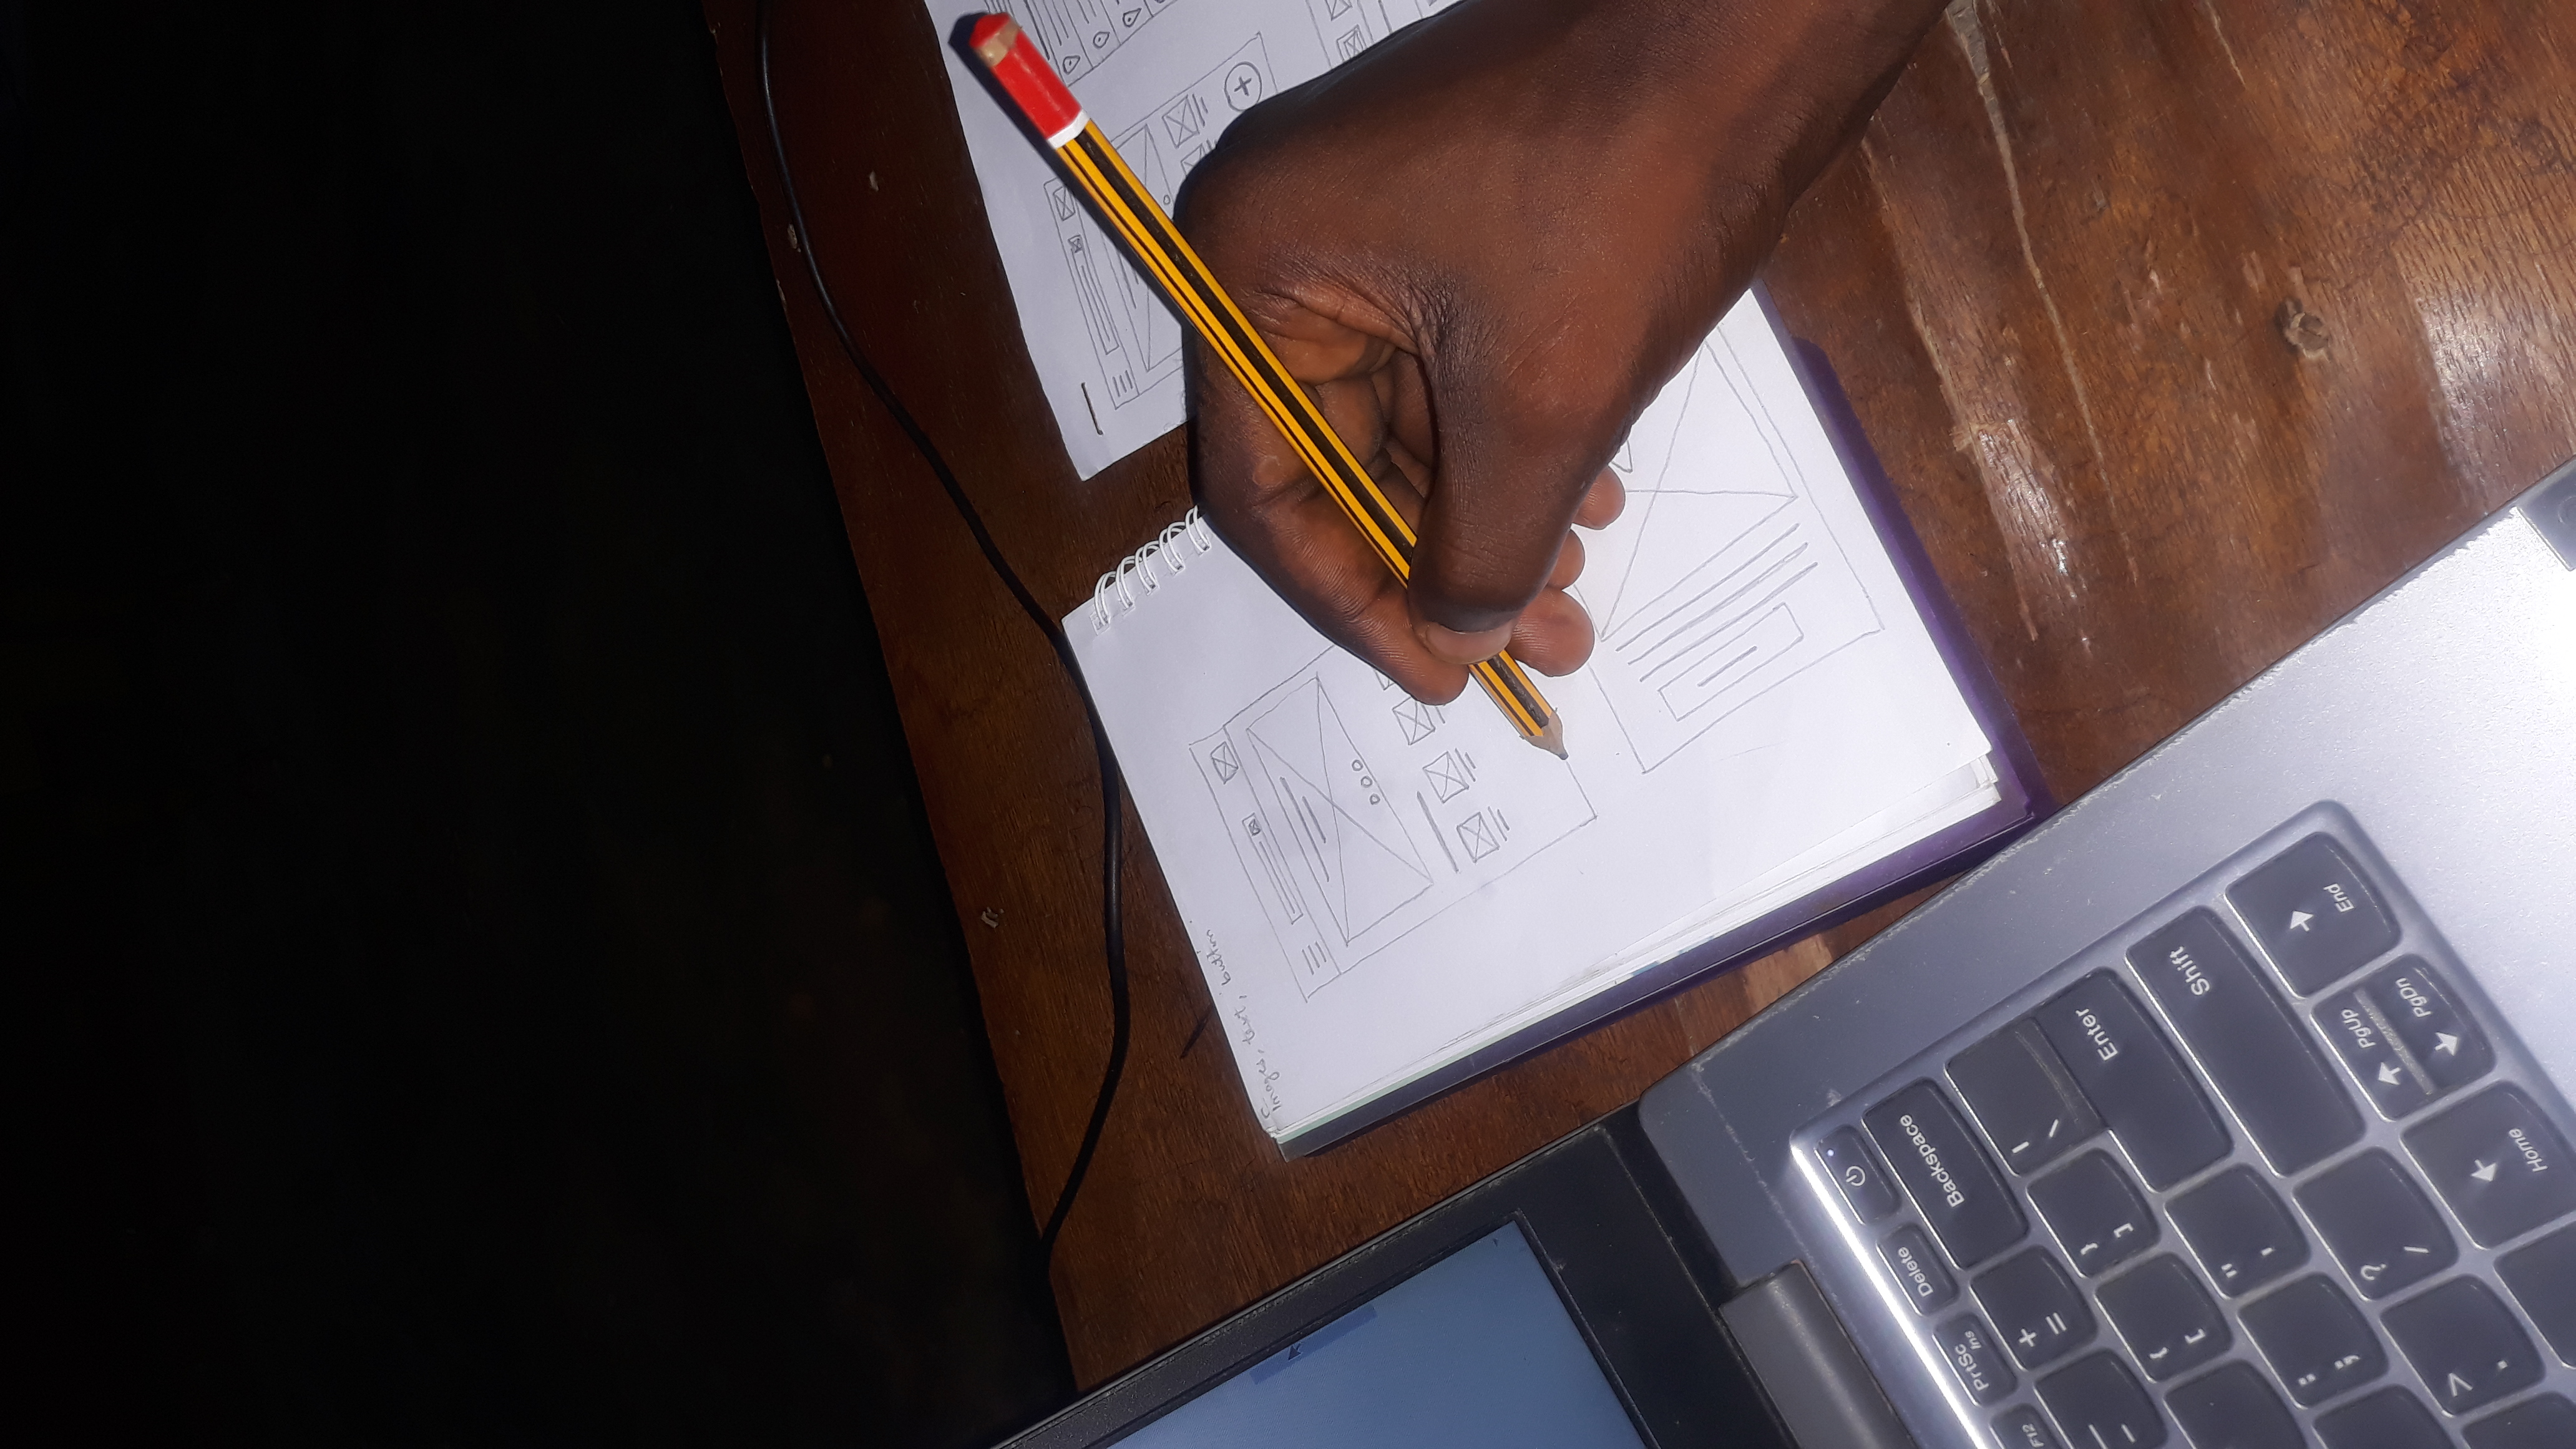 Images, text, button
Delete
PrtSc
Ins
Backspace
F12
+
=
|
\
—
-
}
]
Enter
{
[
"
'
Shift
:
;
?
/
PgUp
PgDn
End
>
.
Home